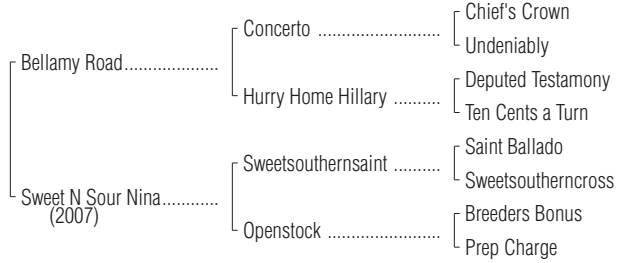 Chief's Crown
Concerto ..........................
Undeniably
Bellamy Road....................
Deputed Testamony
Hurry Home Hillary ..........
Ten Cents a Turn
Saint Ballado
Sweetsouthernsaint ..........
Sweetsoutherncross
Sweet N Sour Nina............
(2007)
Breeders Bonus
Openstock ........................
Prep Charge